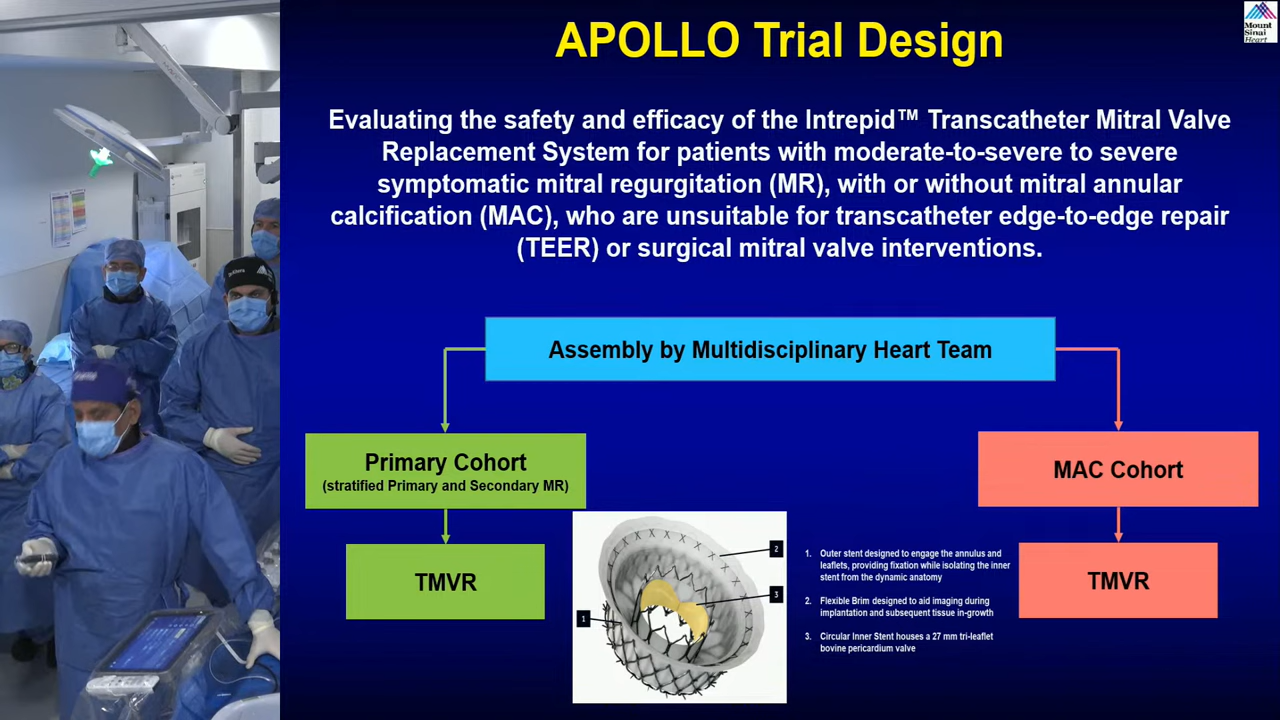 APOLLO Trial Design
Mount
Sinai
Heart
Evaluating the safety and efficacy of the Intrepid™ Transcatheter Mitral Valve
Replacement System for patients with moderate-to-severe to severe
symptomatic mitral regurgitation (MR), with or without mitral annular
calcification (MAC), who are unsuitable for transcatheter edge-to-edge repair
(TEER) or surgical mitral valve interventions.
Assembly by Multidisciplinary Heart Team
Primary Cohort
(stratified Primary and Secondary MR)
MAC Cohort
TMVR
1
2
3
1. Outer stent designed to engage the annulus and
leaflets, providing fixation while isolating the inner
stent from the dynamic anatomy
2. Flexible Brim designed to aid imaging during
implantation and subsequent tissue in-growth
3. Circular Inner Stent houses a 27 mm tri-leaflet
bovine pericardium valve
TMVR